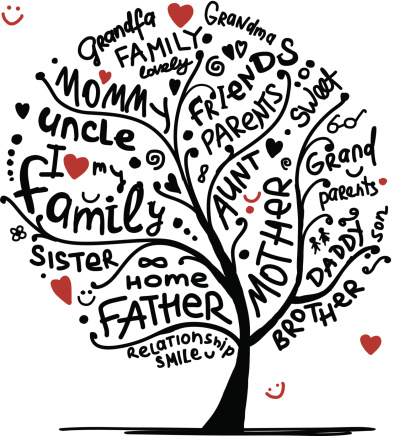 Grandfa
Grandma
FAMILY
lovely
FRIENDS
MOMMY
PARENTS
Sweet
uncle
I my
family
AUNT
Grand
parents
MOTHER
DADDY
son
SISTER
HOME
FATHER
BROTHER
Relationship
SMILE